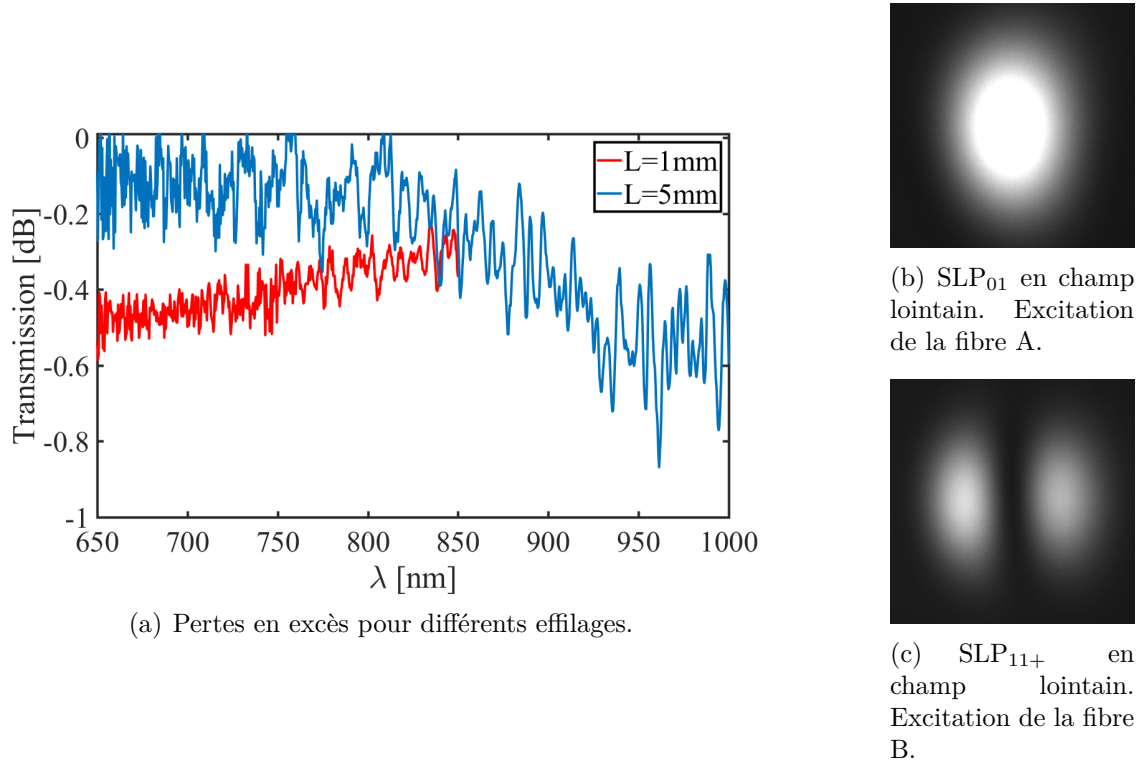 0
-0.2
-0.4
-0.6
-0.8
-1
Transmission [dB]
650 700 750 800 850 900 950 1000
λ [nm]
L=1mm
L=5mm
(a) Pertes en excès pour différents effilages.
(b) SLP₀₁ en champ
lointain. Excitation
de la fibre A.
(c) SLP₁₁₊ en
champ lointain.
Excitation de la fibre
B.